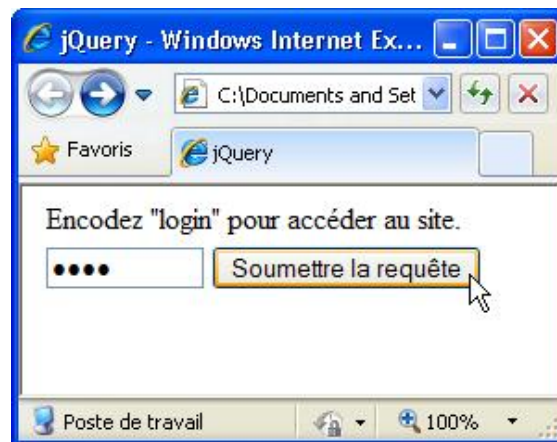 jQuery - Windows Internet Ex...
C:\Documents and Set
Favoris
jQuery
Encodez "login" pour accéder au site.
●●●● Soumettre la requête
Poste de travail
100%